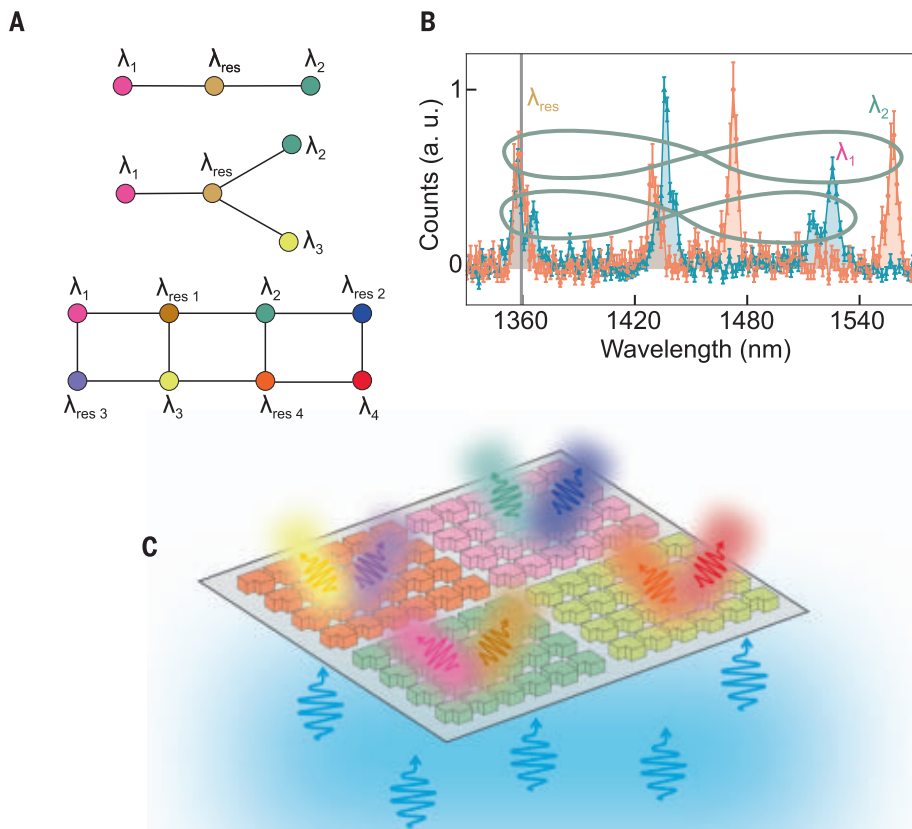 A
λ1 λres λ2
λ2
λ1 λres
λ3
λ1 λres 1 λ2 λres 2
λres 3 λ3 λres 4 λ4
B
Counts (a. u.)
1
0
λres
λ2
λ1
1360 1420 1480 1540
Wavelength (nm)
C